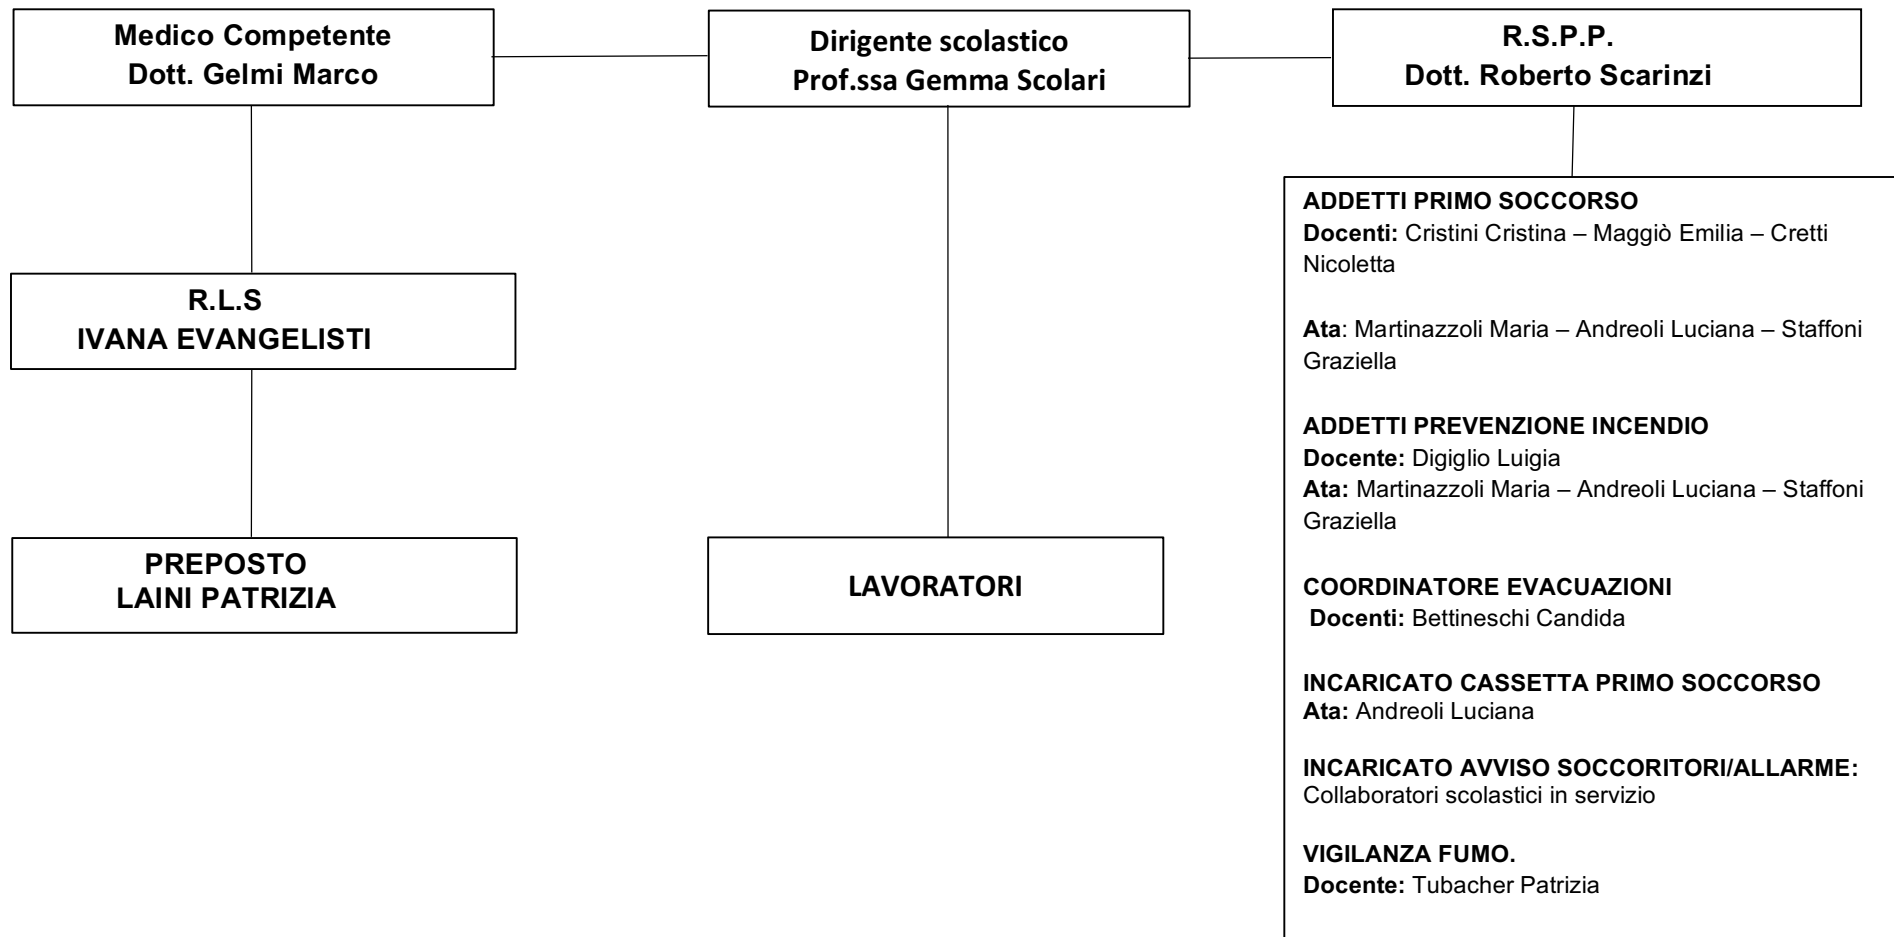 Medico Competente
Dott. Gelmi Marco
Dirigente scolastico
Prof.ssa Gemma Scolari
R.S.P.P.
Dott. Roberto Scarinzi
R.L.S
IVANA EVANGELISTI
PREPOSTO
LAINI PATRIZIA
LAVORATORI
ADDETTI PRIMO SOCCORSO
Docenti: Cristini Cristina – Maggiò Emilia – Cretti
Nicoletta
Ata: Martinazzoli Maria – Andreoli Luciana – Staffoni
Graziella
ADDETTI PREVENZIONE INCENDIO
Docente: Digiglio Luigia
Ata: Martinazzoli Maria – Andreoli Luciana – Staffoni
Graziella
COORDINATORE EVACUAZIONI
Docenti: Bettineschi Candida
INCARICATO CASSETTA PRIMO SOCCORSO
Ata: Andreoli Luciana
INCARICATO AVVISO SOCCORITORI/ALLARME:
Collaboratori scolastici in servizio
VIGILANZA FUMO.
Docente: Tubacher Patrizia